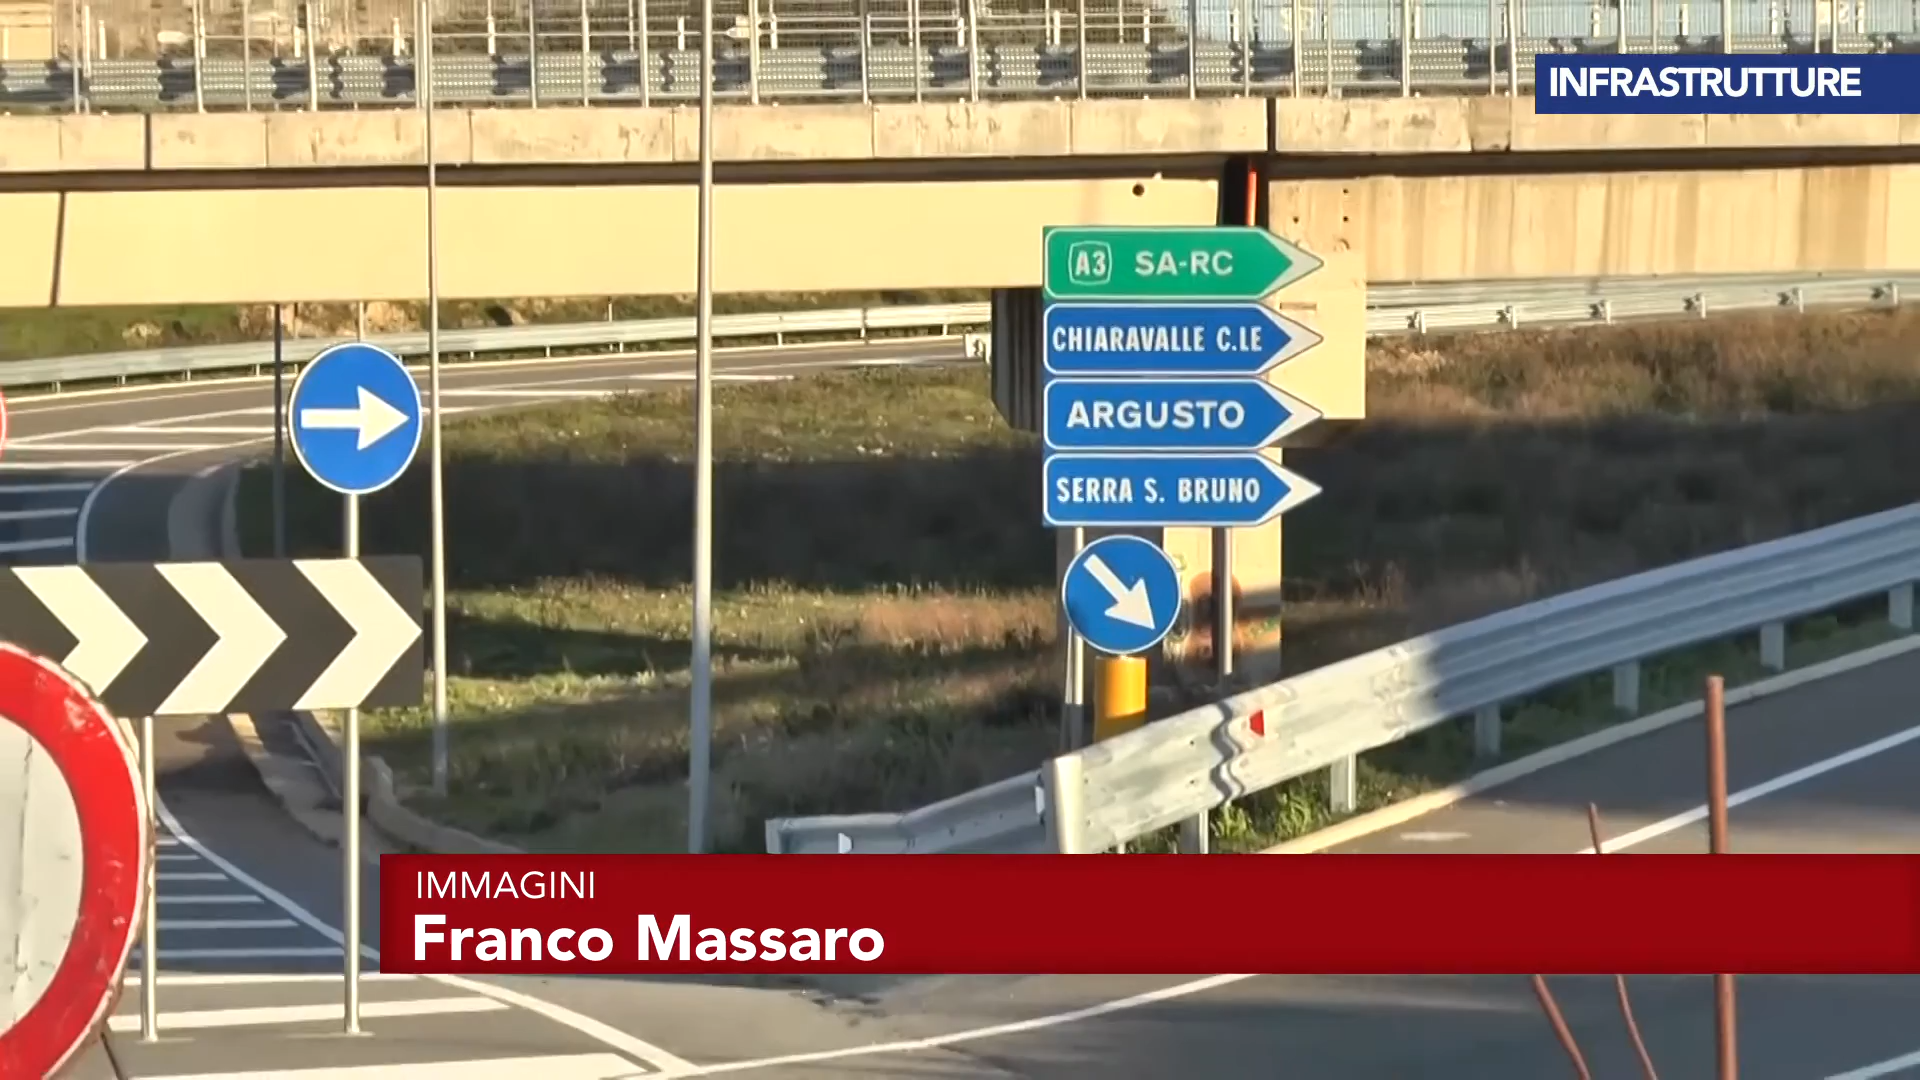 INFRASTRUTTURE
A3 SA-RC
CHIARAVALLE C.LE
ARGUSTO
SERRA S. BRUNO
IMMAGINI
Franco Massaro